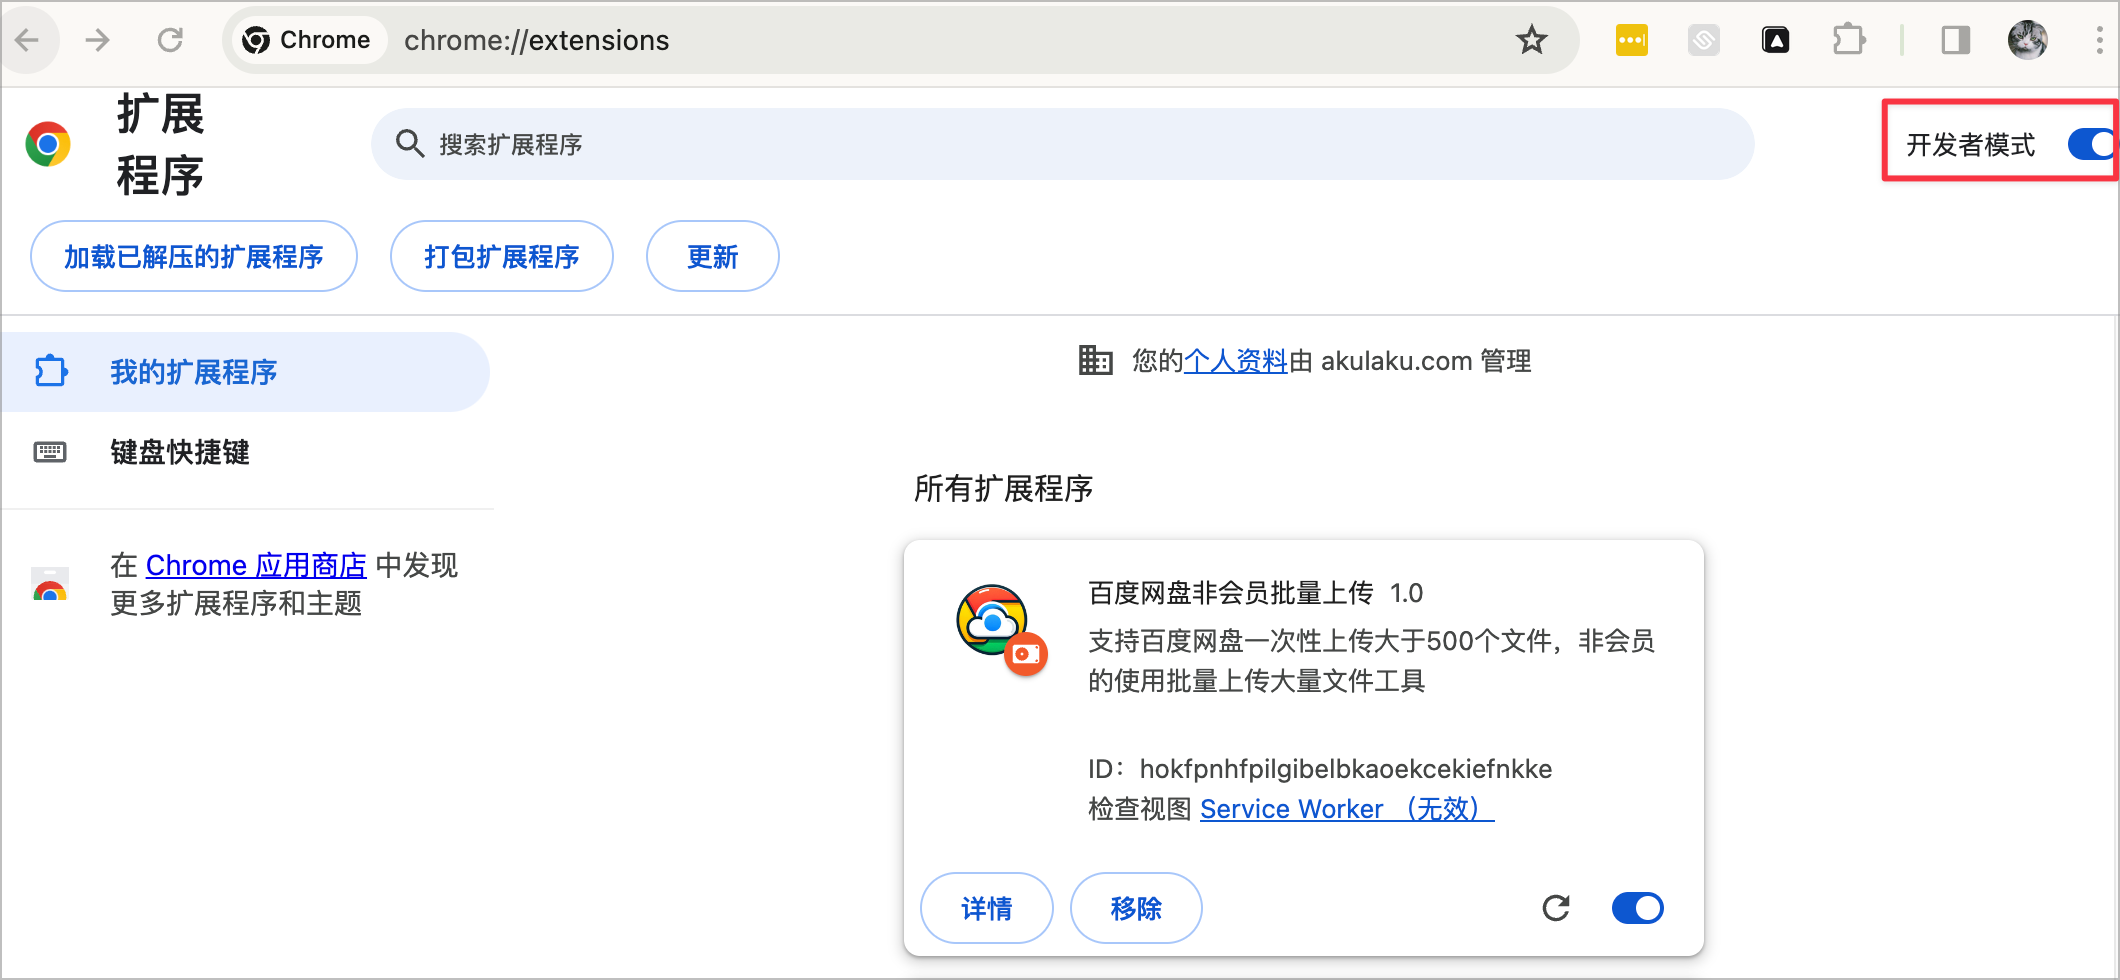 Chrome
chrome://extensions
扩展
程序
搜索扩展程序
开发者模式
加载已解压的扩展程序
打包扩展程序
更新
我的扩展程序
键盘快捷键
在 Chrome 应用商店 中发现
更多扩展程序和主题
您的个人资料由 akulaku.com 管理
所有扩展程序
百度网盘非会员批量上传 1.0
支持百度网盘一次性上传大于500个文件，非会员
的使用批量上传大量文件工具
ID：hokfpnhfpilgibelbkaoekcekiefnkke
检查视图 Service Worker （无效）
详情
移除